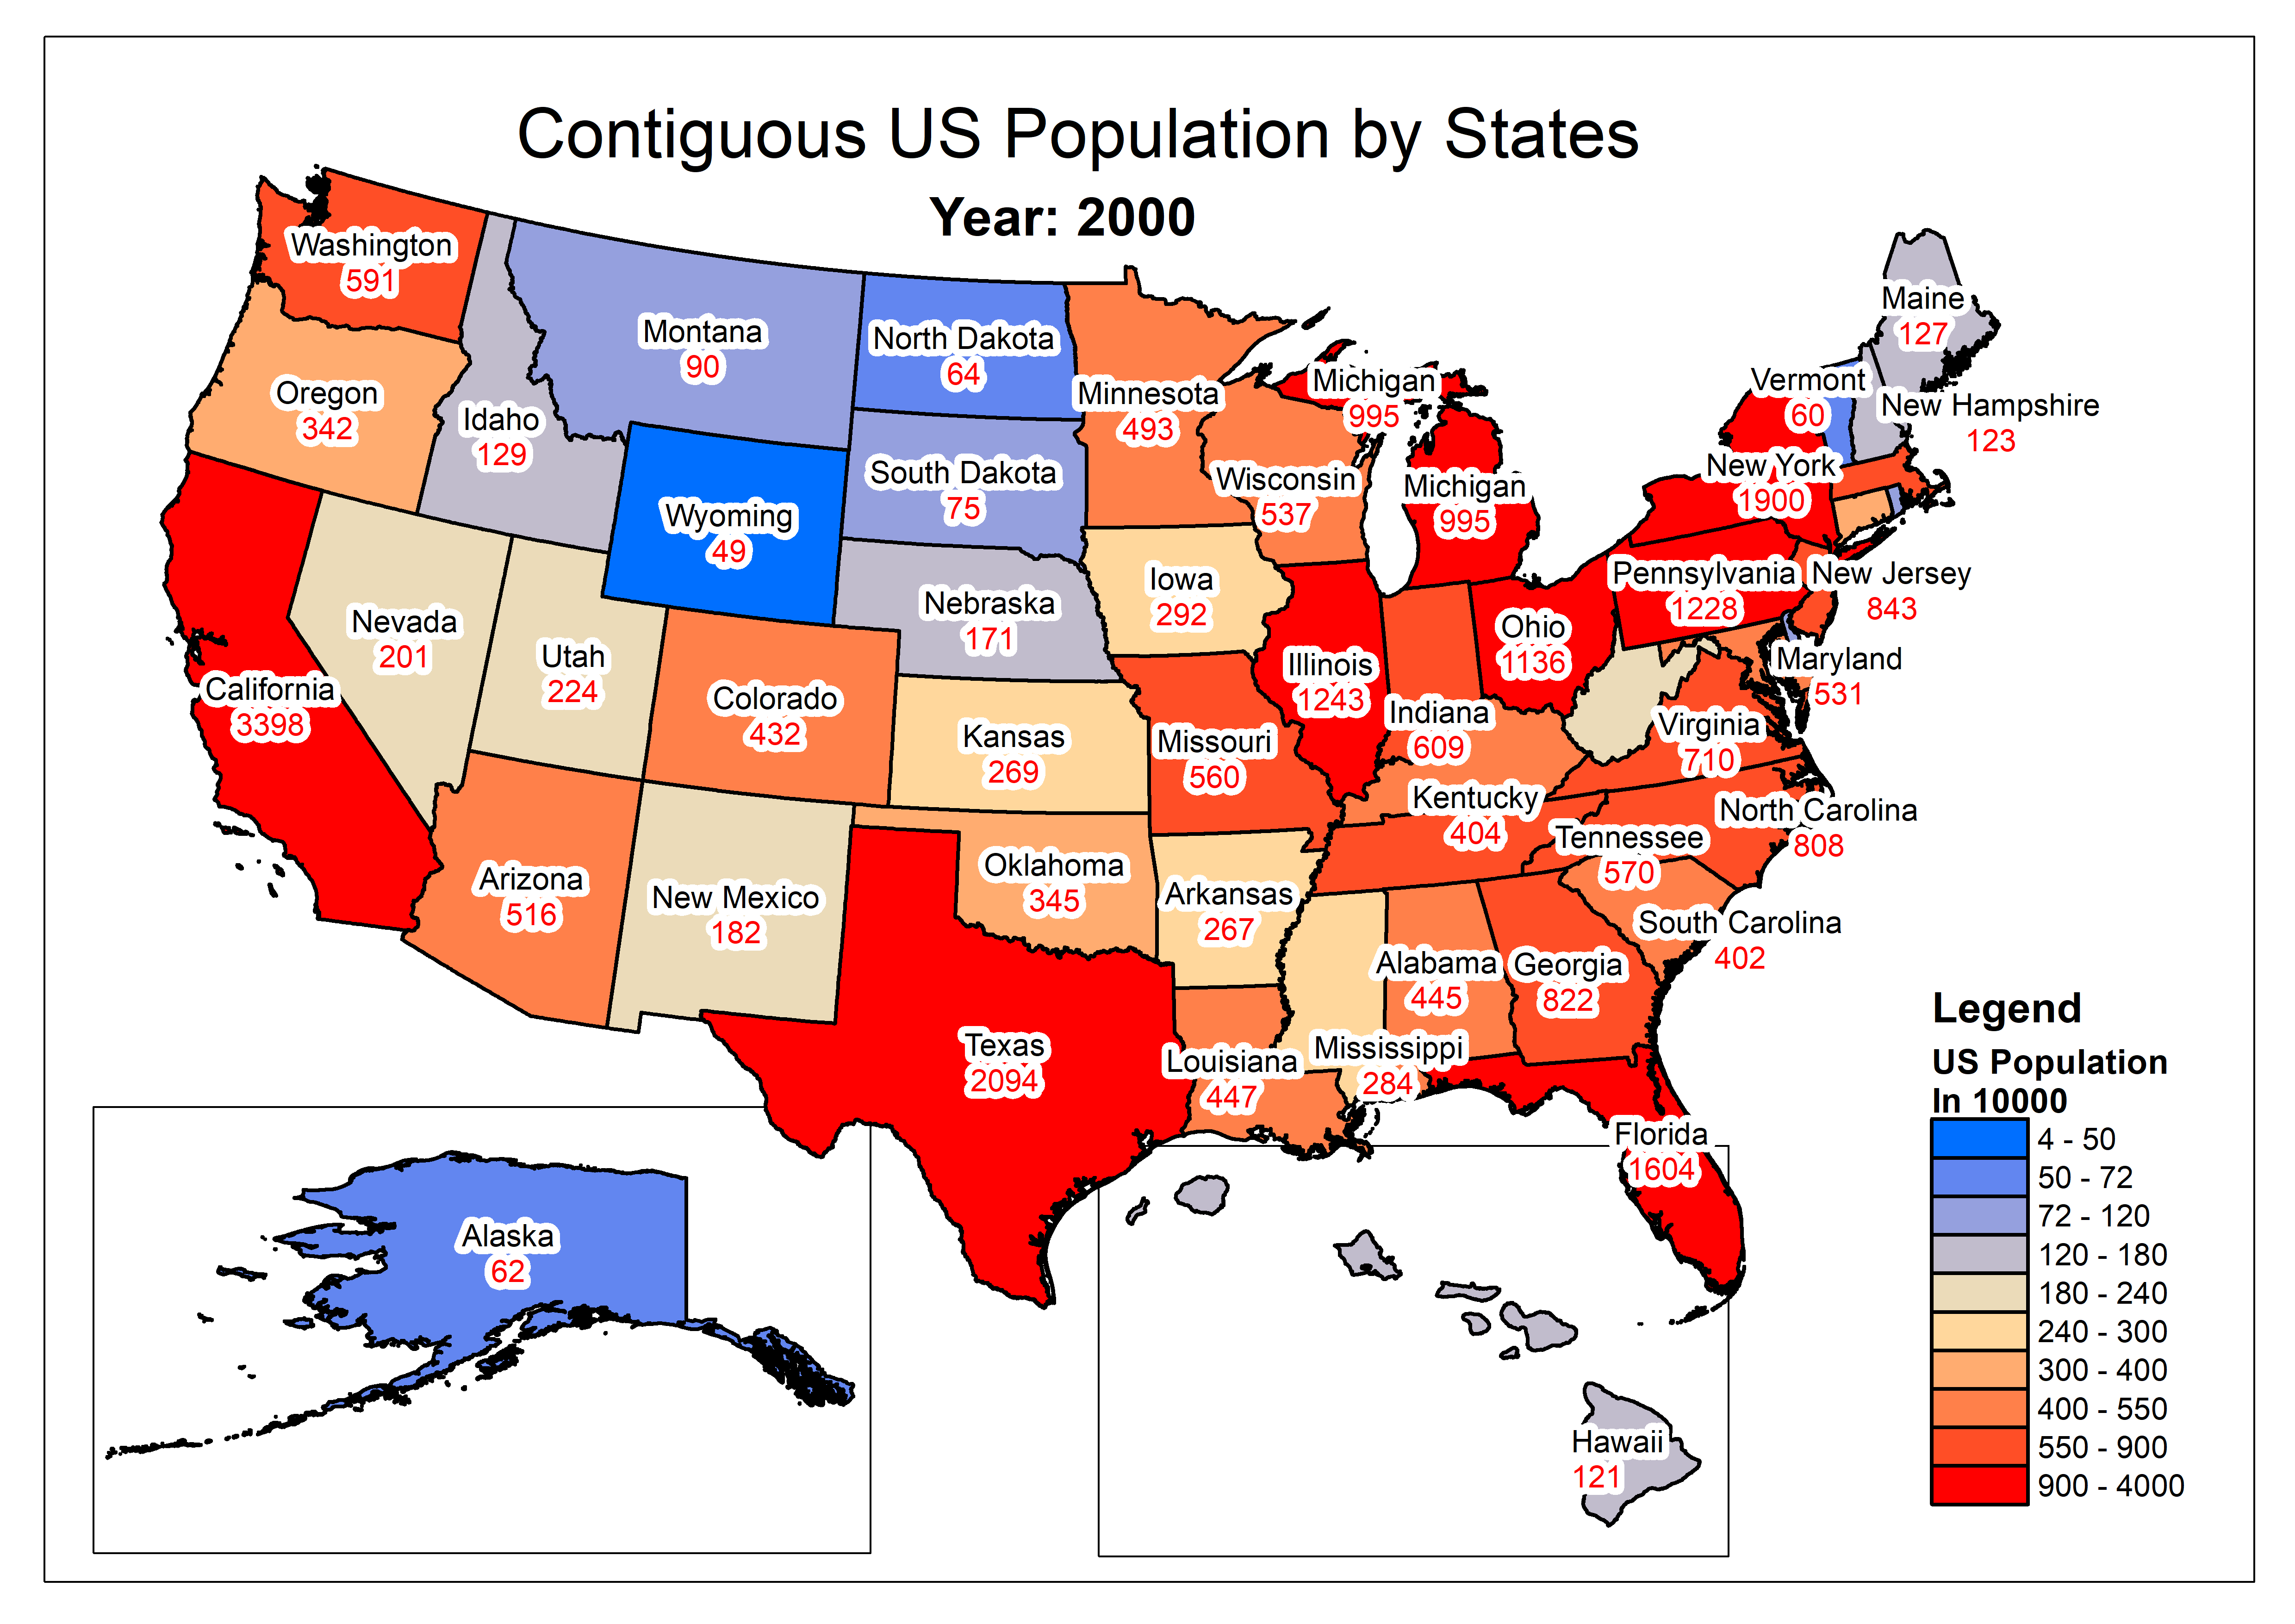 Contiguous US Population by States
Year: 2000
Washington
591
Oregon
342
Idaho
129
Montana
90
North Dakota
64
Minnesota
493
Michigan
995
Maine
127
Vermont
60
New Hampshire
123
Wyoming
49
South Dakota
75
Wisconsin
537
Michigan
995
New York
1900
Nevada
201
Utah
224
Nebraska
171
Iowa
292
Illinois
1243
Ohio
1136
Pennsylvania
1228
New Jersey
843
Maryland
531
California
3398
Colorado
432
Kansas
269
Missouri
560
Indiana
609
Virginia
710
Kentucky
404
North Carolina
808
Tennessee
570
Arizona
516
New Mexico
182
Oklahoma
345
Arkansas
267
South Carolina
402
Alabama
445
Georgia
822
Texas
2094
Louisiana
447
Mississippi
284
Florida
1604
Alaska
62
Hawaii
121
Legend
US Population
In 10000
4 - 50
50 - 72
72 - 120
120 - 180
180 - 240
240 - 300
300 - 400
400 - 550
550 - 900
900 - 4000